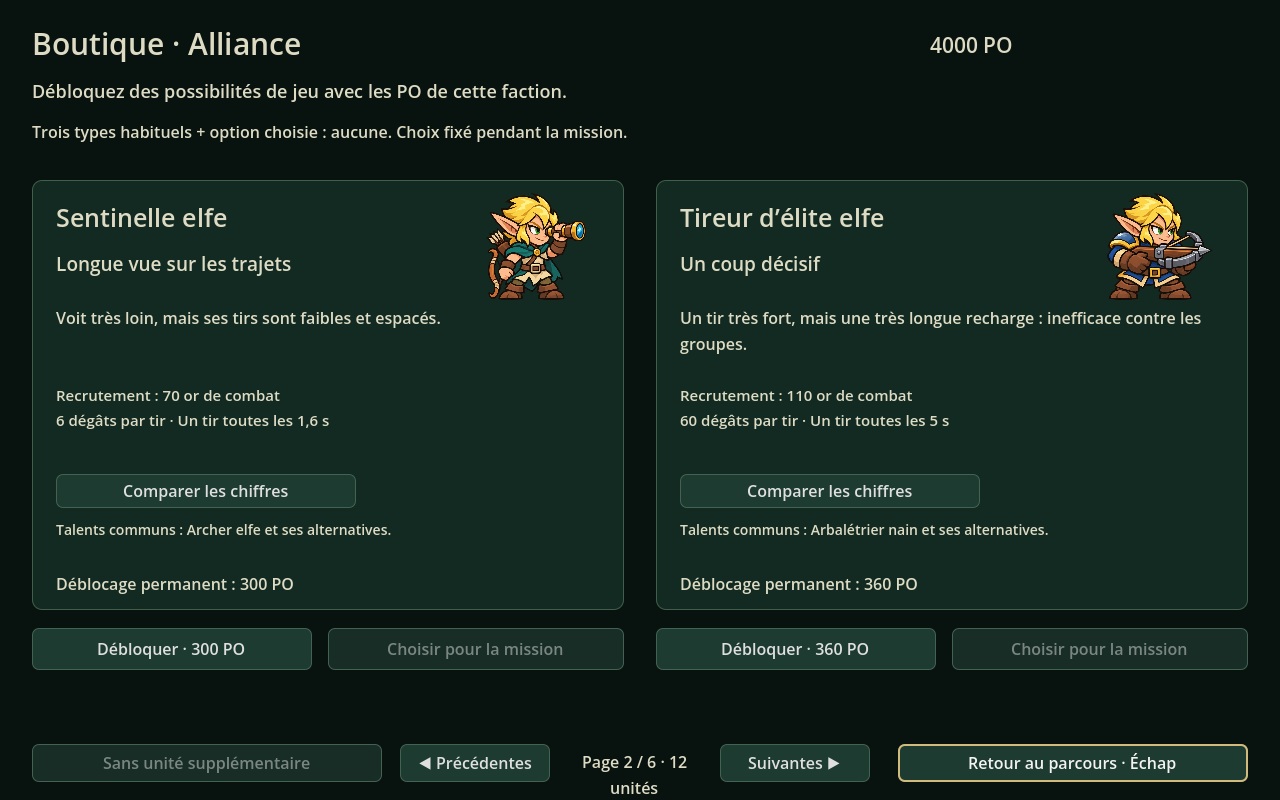 Boutique · Alliance
4000 PO
Débloquez des possibilités de jeu avec les PO de cette faction.
Trois types habituels + option choisie : aucune. Choix fixé pendant la mission.
Sentinelle elfe
Longue vue sur les trajets
Voit très loin, mais ses tirs sont faibles et espacés.
Recrutement : 70 or de combat
6 dégâts par tir · Un tir toutes les 1,6 s
Comparer les chiffres
Talents communs : Archer elfe et ses alternatives.
Déblocage permanent : 300 PO
Débloquer · 300 PO
Choisir pour la mission
Tireur d’élite elfe
Un coup décisif
Un tir très fort, mais une très longue recharge : inefficace contre les
groupes.
Recrutement : 110 or de combat
60 dégâts par tir · Un tir toutes les 5 s
Comparer les chiffres
Talents communs : Arbalétrier nain et ses alternatives.
Déblocage permanent : 360 PO
Débloquer · 360 PO
Choisir pour la mission
Sans unité supplémentaire
◀ Précédentes
Page 2 / 6 · 12
unités
Suivantes ▶
Retour au parcours · Échap